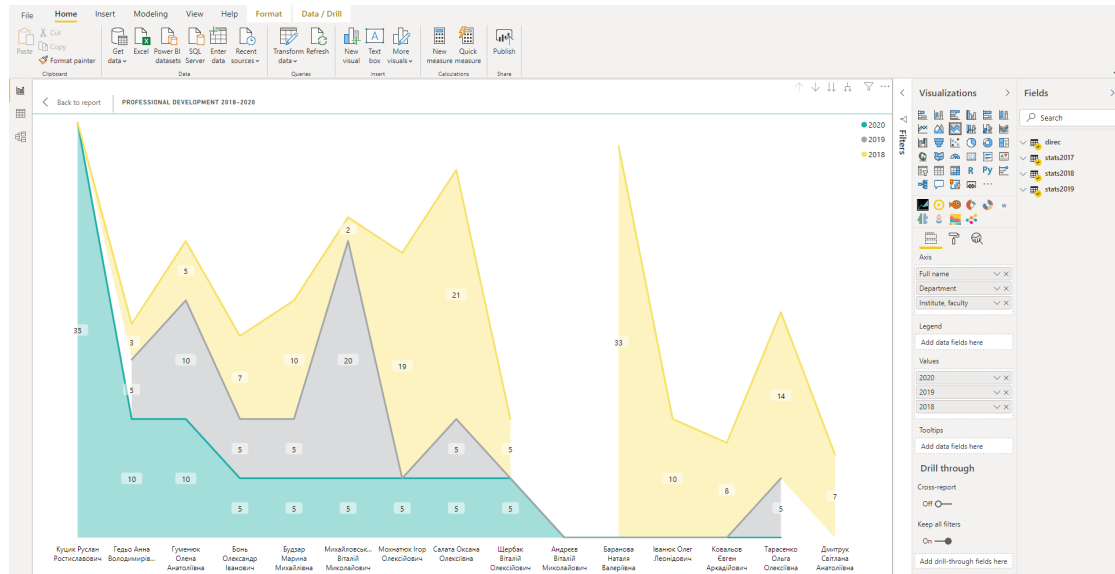 File Home Insert Modeling View Help Format Data / Drill
Paste
Cut
Copy
Format painter
Clipboard
Get data
Excel
Power BI datasets
SQL Server
Enter data
Recent sources
Data
Transform data
Refresh
Queries
New visual
Text box
More visuals
Insert
New measure
Quick measure
Calculations
Publish
Share
Back to report
PROFESSIONAL DEVELOPMENT 2018-2020
2020
2019
2018
35
3
5
10
5
10
10
7
5
5
10
5
5
2
20
5
19
5
21
5
5
5
5
33
10
8
14
5
7
Куцик Руслан Ростиславович
Гедьо Анна Володимирів...
Гуменюк Олена Анатоліївна
Бонь Олександр Іванович
Будзар Марина Михайлівна
Михайловськ... Віталій Миколайович
Мохнатюк Ігор Олексійович
Салата Оксана Олексіївна
Щербак Віталій Олексійович
Андрєєв Віталій Миколайович
Баранова Наталя Валеріївна
Іванюк Олег Леонідович
Ковальов Євген Аркадійович
Тарасенко Ольга Олексіївна
Дмитрук Світлана Анатоліївна
Filters
Visualizations
R Py
Axis
Full name
Department
Institute, faculty
Legend
Add data fields here
Values
2020
2019
2018
Tooltips
Add data fields here
Drill through
Cross-report
Off
Keep all filters
On
Add drill-through fields here
Fields
Search
direc
stats2017
stats2018
stats2019